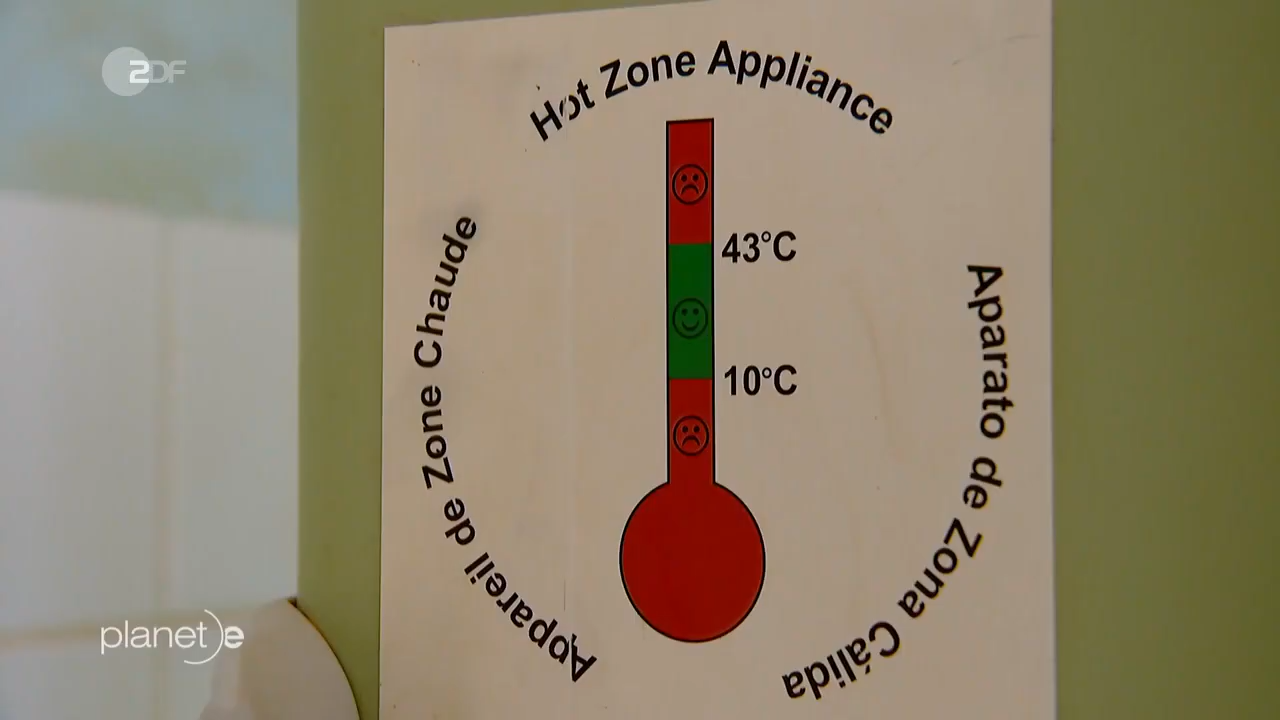 ZDF
Hot Zone Appliance
43°C
10°C
Appareil de Zone Chaude
Aparato de Zona Cálida
planet e